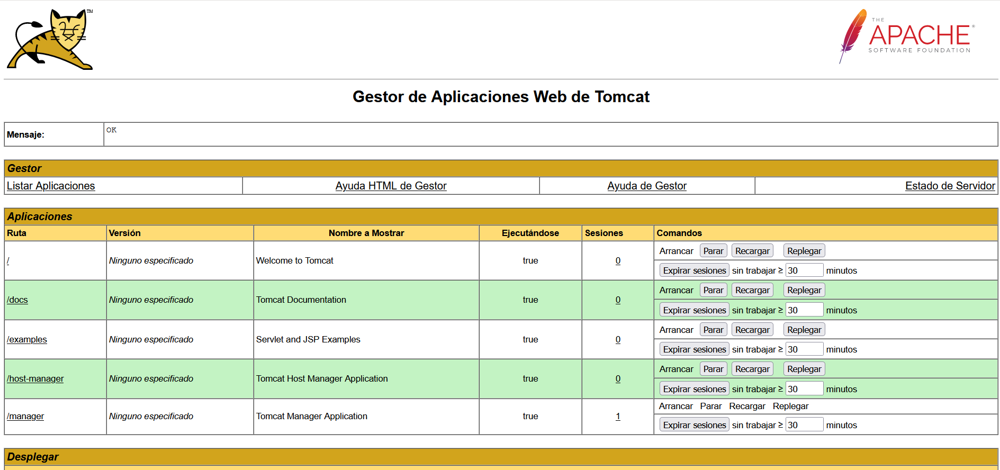 TM
THE
APACHE®
SOFTWARE FOUNDATION
Gestor de Aplicaciones Web de Tomcat
Mensaje: OK
Gestor
Listar Aplicaciones Ayuda HTML de Gestor Ayuda de Gestor Estado de Servidor
Aplicaciones
Ruta Versión Nombre a Mostrar Ejecutándose Sesiones Comandos
/ Ninguno especificado Welcome to Tomcat true 0 Arrancar Parar Recargar Replegar
Expirar sesiones sin trabajar ≥ 30 minutos
/docs Ninguno especificado Tomcat Documentation true 0 Arrancar Parar Recargar Replegar
Expirar sesiones sin trabajar ≥ 30 minutos
/examples Ninguno especificado Servlet and JSP Examples true 0 Arrancar Parar Recargar Replegar
Expirar sesiones sin trabajar ≥ 30 minutos
/host-manager Ninguno especificado Tomcat Host Manager Application true 0 Arrancar Parar Recargar Replegar
Expirar sesiones sin trabajar ≥ 30 minutos
/manager Ninguno especificado Tomcat Manager Application true 1 Arrancar Parar Recargar Replegar
Expirar sesiones sin trabajar ≥ 30 minutos
Desplegar